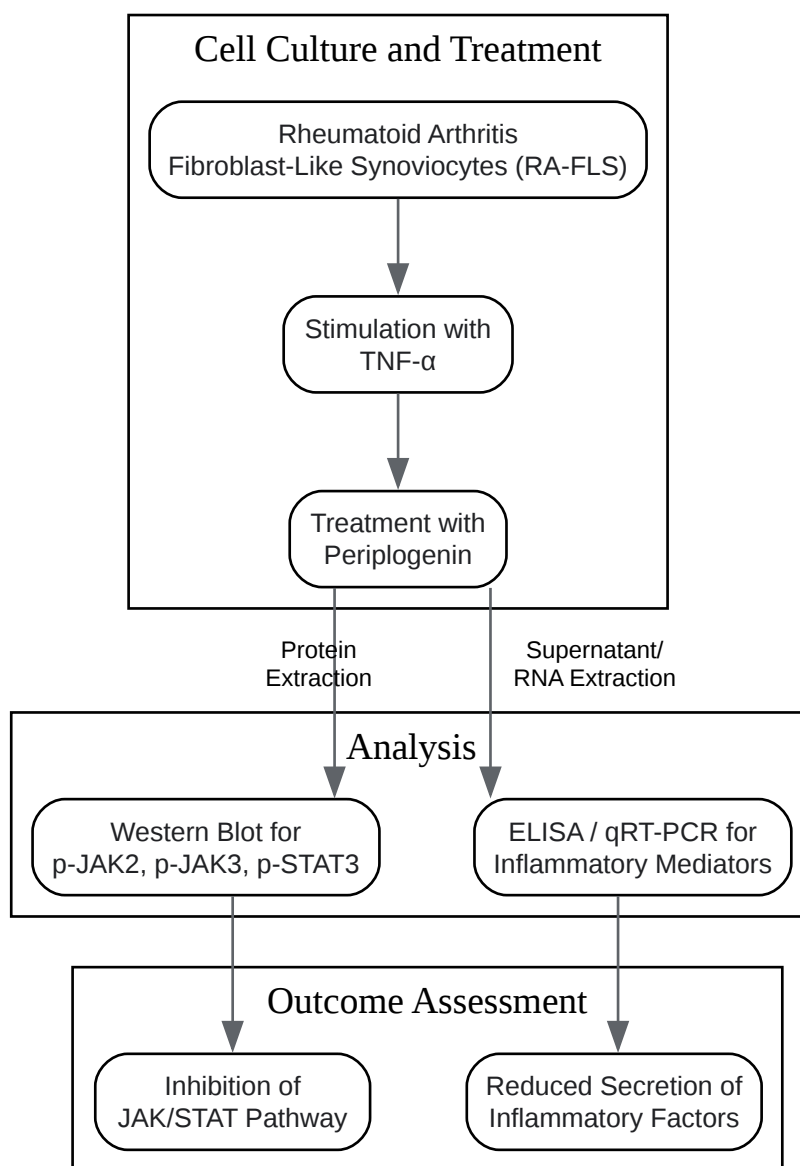 Cell Culture and Treatment
Rheumatoid Arthritis
Fibroblast-Like Synoviocytes (RA-FLS)
Stimulation with
TNF-α
Treatment with
Periplogenin
Protein
Extraction
Supernatant/
RNA Extraction
Analysis
Western Blot for
p-JAK2, p-JAK3, p-STAT3
ELISA / qRT-PCR for
Inflammatory Mediators
Outcome Assessment
Inhibition of
JAK/STAT Pathway
Reduced Secretion of
Inflammatory Factors